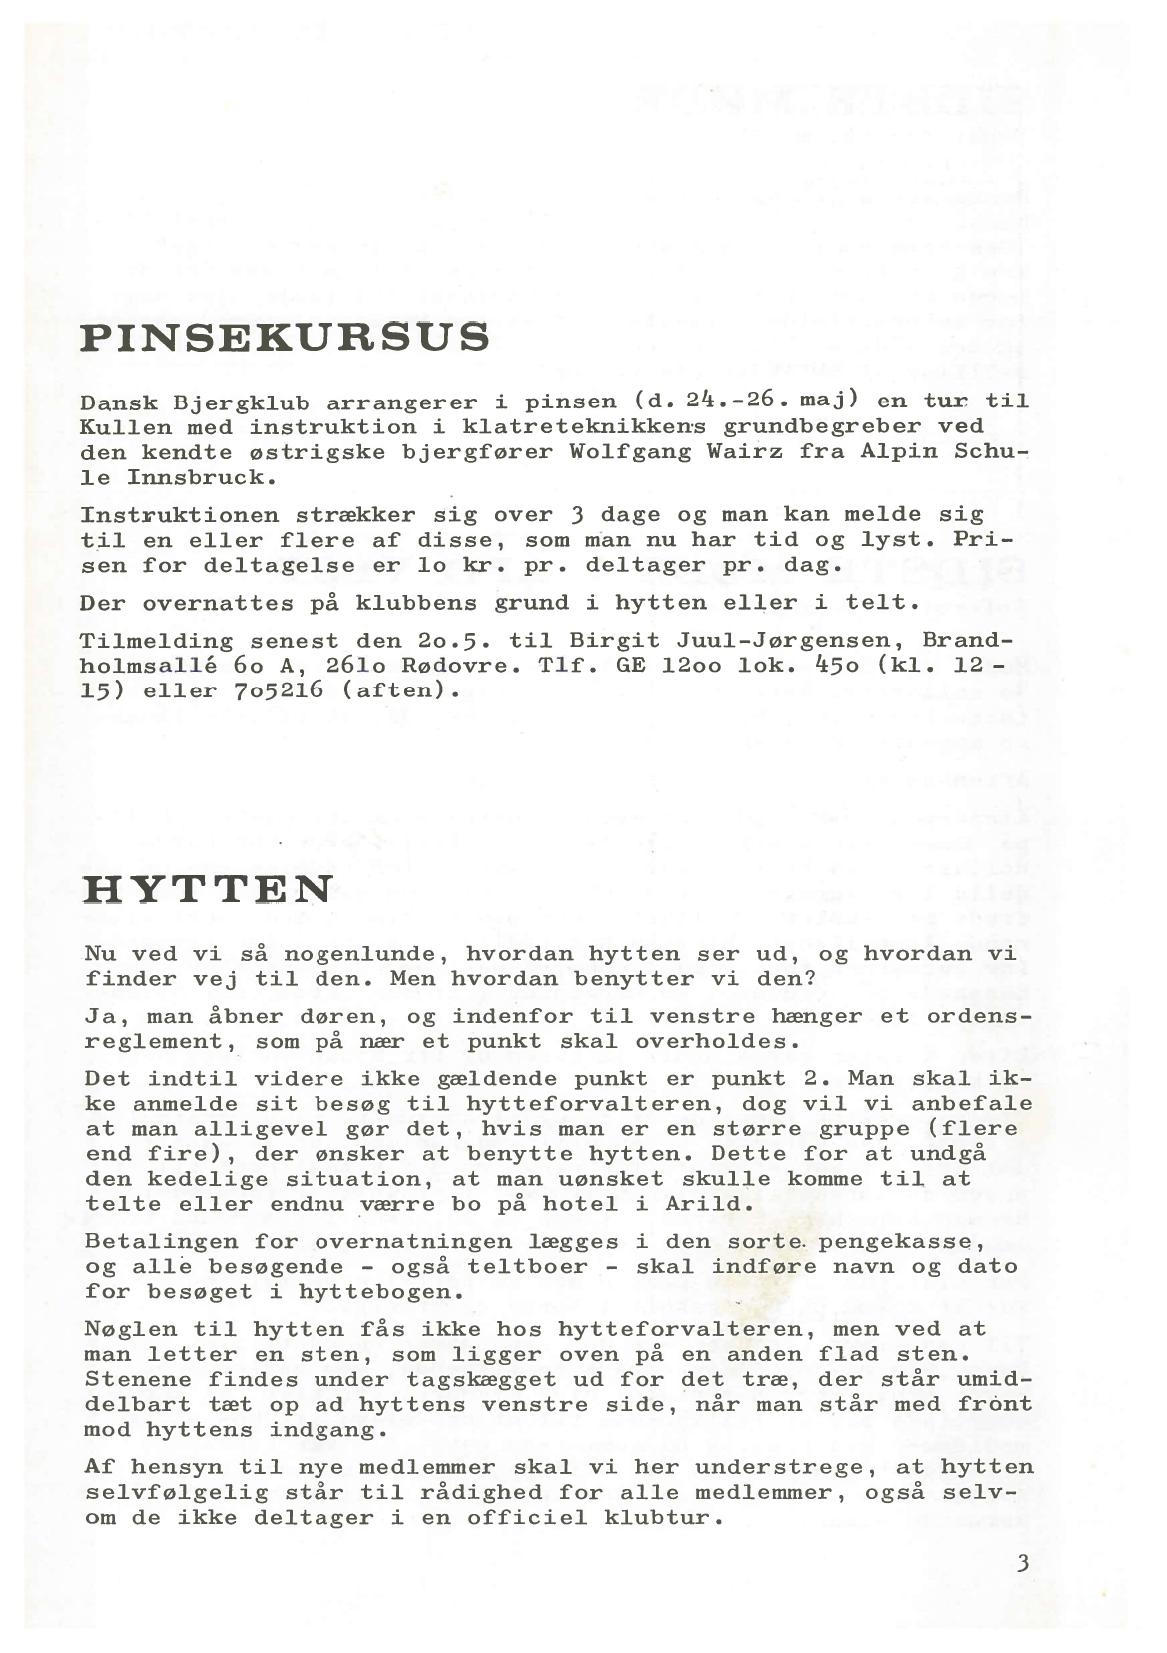 PINSEKURSUS
Dansk Bjergklub arrangerer i pinsen (d. 24.-26. maj) en tur til
Kullen med instruktion i klatreteknikkens grundbegreber ved
den kendte østrigske bjergfører Wolfgang Wairz fra Alpin Schu-
le Innsbruck.
Instruktionen strækker sig over 3 dage og man kan melde sig
til en eller flere af disse, som man nu har tid og lyst. Pri-
sen for deltagelse er lo kr. pr. deltager pr. dag.
Der overnattes på klubbens grund i hytten eller i telt.
Tilmelding senest den 2o.5. til Birgit Juul-Jørgensen, Brand-
holmsallé 6o A, 261o Rødovre. Tlf. GE 12oo lok. 45o (kl. 12 -
15) eller 7o5216 (aften).
HYTTEN
Nu ved vi så nogenlunde, hvordan hytten ser ud, og hvordan vi
finder vej til den. Men hvordan benytter vi den?
Ja, man åbner døren, og indenfor til venstre hænger et ordens-
reglement, som på nær et punkt skal overholdes.
Det indtil videre ikke gældende punkt er punkt 2. Man skal ik-
ke anmelde sit besøg til hytteforvalteren, dog vil vi anbefale
at man alligevel gør det, hvis man er en større gruppe (flere
end fire), der ønsker at benytte hytten. Dette for at undgå
den kedelige situation, at man uønsket skulle komme til at
telte eller endnu værre bo på hotel i Arild.
Betalingen for overnatningen lægges i den sorte pengekasse,
og alle besøgende - også teltboer - skal indføre navn og dato
for besøget i hyttebogen.
Nøglen til hytten fås ikke hos hytteforvalteren, men ved at
man letter en sten, som ligger oven på en anden flad sten.
Stenene findes under tagskægget ud for det træ, der står umid-
delbart tæt op ad hyttens venstre side, når man står med front
mod hyttens indgang.
Af hensyn til nye medlemmer skal vi her understrege, at hytten
selvfølgelig står til rådighed for alle medlemmer, også selv-
om de ikke deltager i en officiel klubtur.
3